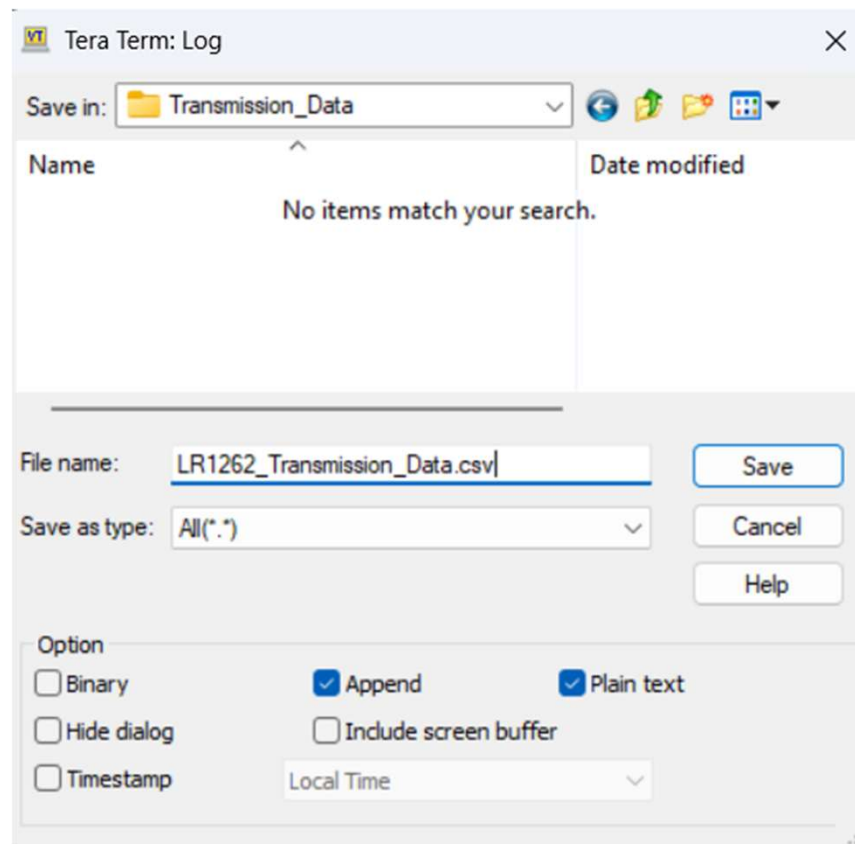 Tera Term: Log
Save in: Transmission_Data
Name Date modified
No items match your search.
File name: LR1262_Transmission_Data.csv Save
Save as type: All(*.*) Cancel
Help
Option
Binary Append Plain text
Hide dialog Include screen buffer
Timestamp Local Time